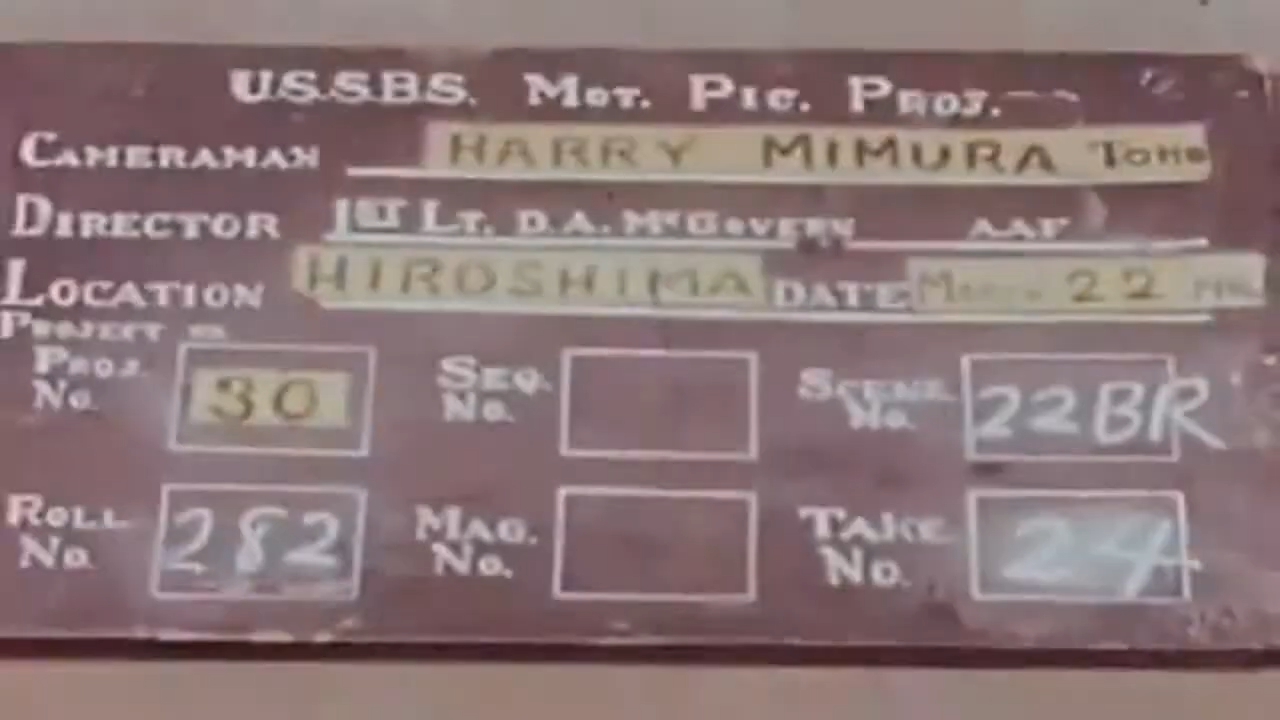 U.S.S.B.S. MOT. PIC. PROJ.
CAMERAMAN HARRY MIMURA TOHO
DIRECTOR 1ST LT. D.A. McGOVERN AAF
LOCATION HIROSHIMA DATE MARCH 22
PROJECT
PROJ. NO. 30 SEQ. NO. SCENE NO. 22BR
ROLL NO. 282 MAG. NO. TAKE NO. 24